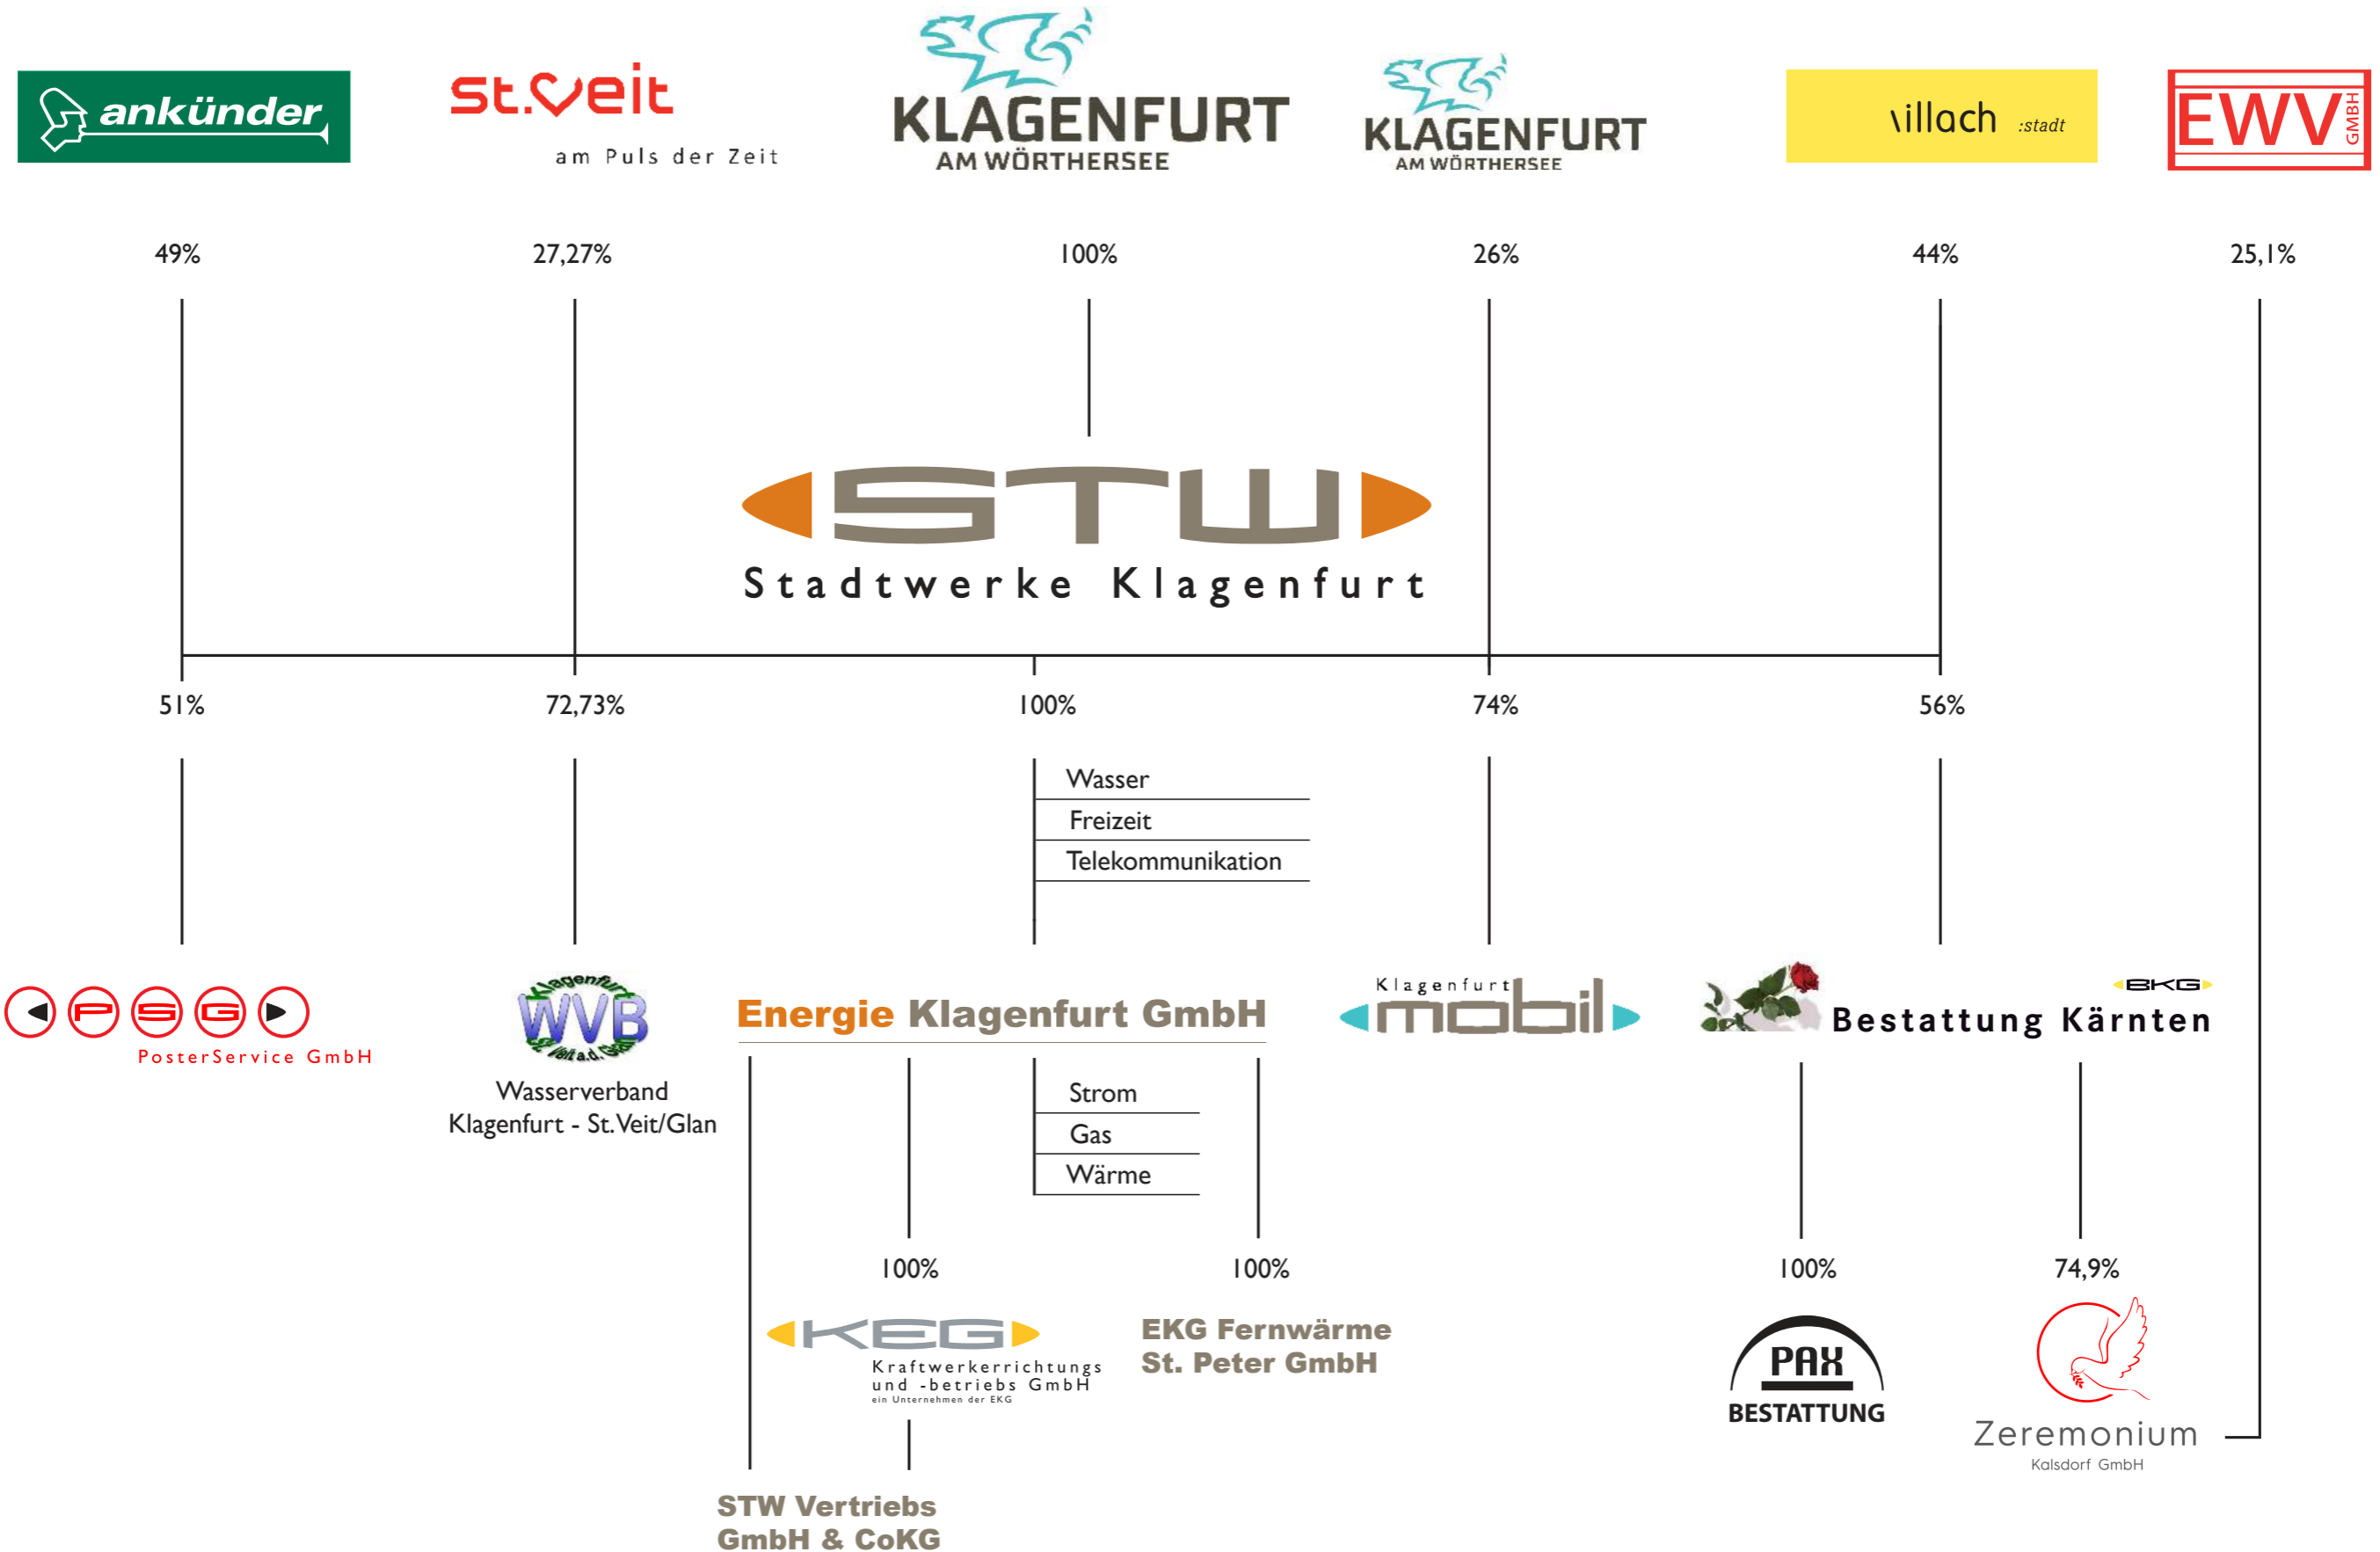 ankünder
st.veit
am Puls der Zeit
KLAGENFURT
AM WÖRTHERSEE
KLAGENFURT
AM WÖRTHERSEE
villach :stadt
EWV GMBH
49%
27,27%
100%
26%
44%
25,1%
STW
Stadtwerke Klagenfurt
51%
72,73%
100%
74%
56%
Wasser
Freizeit
Telekommunikation
PSG
PosterService GmbH
Klagenfurt
WVB
St. Veit a.d. Glan
Wasserverband
Klagenfurt - St.Veit/Glan
Energie Klagenfurt GmbH
Klagenfurt
mobil
BKG
Bestattung Kärnten
Strom
Gas
Wärme
100%
100%
100%
74,9%
KEG
Kraftwerkerrichtungs
und -betriebs GmbH
ein Unternehmen der EKG
EKG Fernwärme
St. Peter GmbH
PAX
BESTATTUNG
Zeremonium
Kalsdorf GmbH
STW Vertriebs
GmbH & CoKG